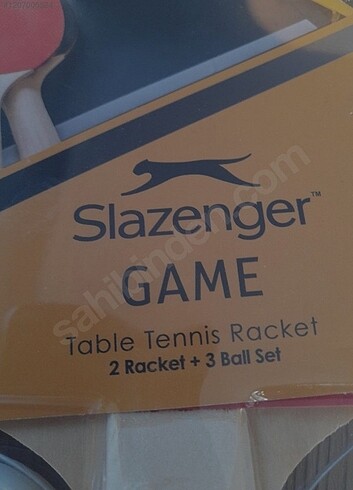 Slazenger™
GAME
Table Tennis Racket
2 Racket + 3 Ball Set
sahibinden.com